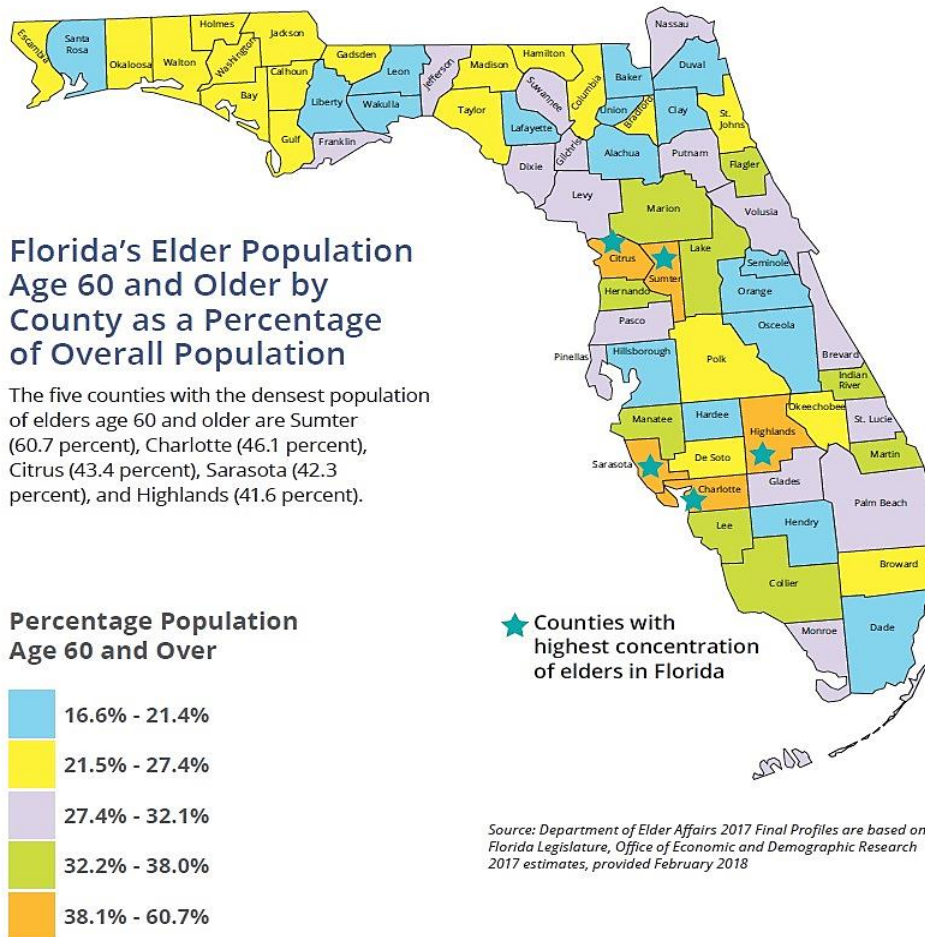 Nassau
Holmes
Jackson
Escambia
Santa
Rosa
Okaloosa
Walton
Washington
Gadsden
Hamilton
Madison
Jefferson
Leon
Calhoun
Baker
Duval
Suwannee
Columbia
Bay
Liberty
Wakulla
Taylor
Union
Bradford
Clay
St.
Johns
Lafayette
Gulf
Franklin
Gilchrist
Alachua
Putnam
Flagler
Dixie
Levy
Marion
Volusia
Florida's Elder Population
Age 60 and Older by
County as a Percentage
of Overall Population
Citrus
Lake
Sumter
Seminole
Hernando
Orange
Pasco
Osceola
Pinellas
Hillsborough
Polk
Brevard
Indian
River
The five counties with the densest population
of elders age 60 and older are Sumter
(60.7 percent), Charlotte (46.1 percent),
Citrus (43.4 percent), Sarasota (42.3
percent), and Highlands (41.6 percent).
Manatee
Hardee
Okeechobee
St. Lucie
Highlands
Sarasota
De Soto
Martin
Charlotte
Glades
Palm Beach
Lee
Hendry
Broward
Collier
Monroe
Dade
Percentage Population
Age 60 and Over
16.6% - 21.4%
21.5% - 27.4%
27.4% - 32.1%
32.2% - 38.0%
38.1% - 60.7%
Counties with
highest concentration
of elders in Florida
Source: Department of Elder Affairs 2017 Final Profiles are based on
Florida Legislature, Office of Economic and Demographic Research
2017 estimates, provided February 2018